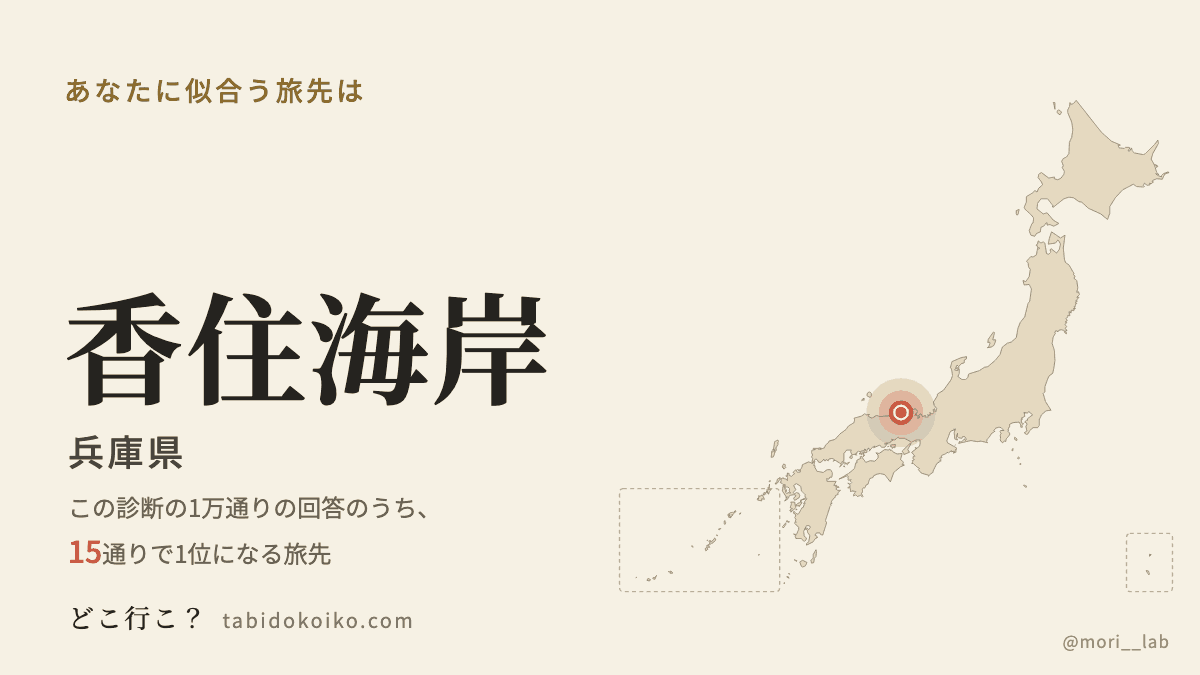 あなたに似合う旅先は
香住海岸
兵庫県
この診断の1万通りの回答のうち、
15通りで1位になる旅先
どこ行こ？ tabidokoiko.com
@mori__lab